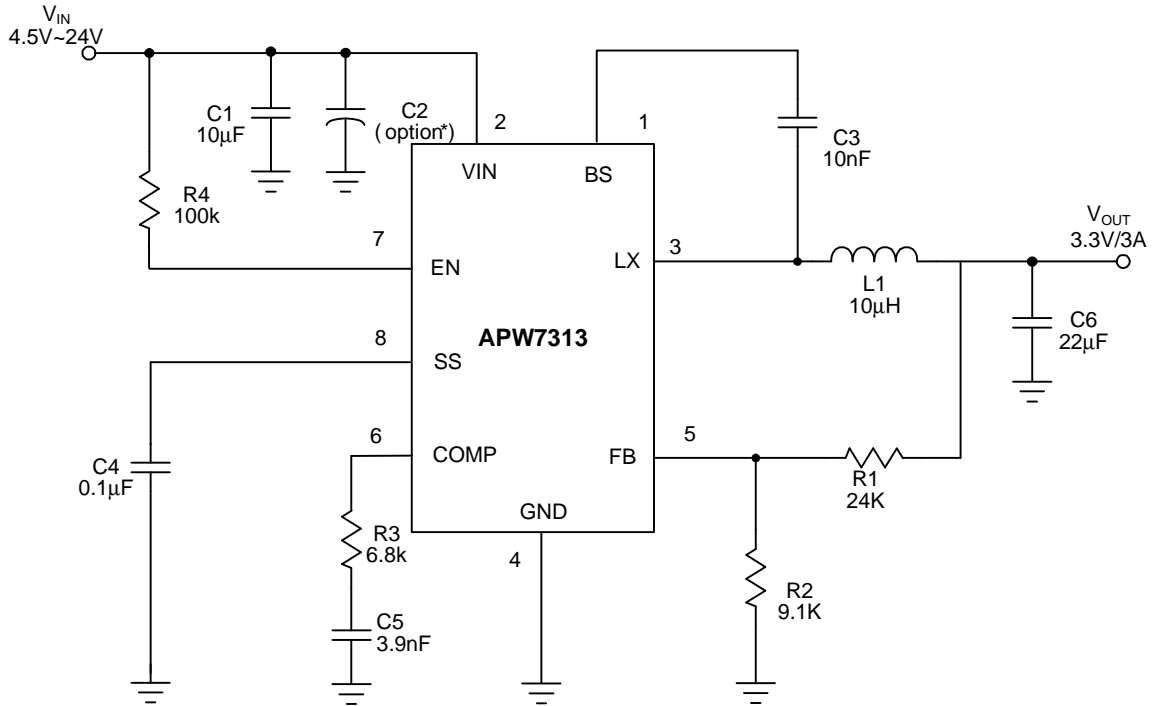 VIN
4.5V~24V
C1
10μF
C2
( option*)
2
1
C3
10nF
VIN
BS
R4
100k
7
EN
LX
3
VOUT
3.3V/3A
L1
10μH
C6
22μF
APW7313
8
SS
6
COMP
FB
5
R1
24K
C4
0.1μF
GND
4
R3
6.8k
C5
3.9nF
R2
9.1K